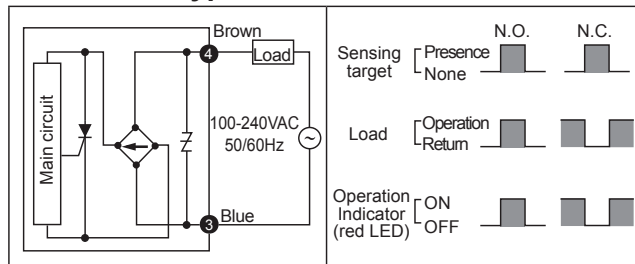 Brown
4
Load
Main circuit
100-240VAC
50/60Hz
3
Blue
N.O.
N.C.
Sensing
target
Presence
None
Load
Operation
Return
Operation
Indicator
(red LED)
ON
OFF